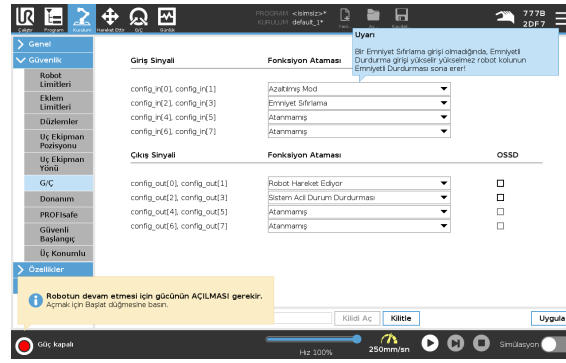 Çalıştır Program Kurulum Hareket Ettir G/Ç Günlük
PROGRAM <isimsiz>*
KURULUM default_1*
777B
2DF7
Uyarı
Bir Emniyet Sıfırlama girişi olmadığında, Emniyetli
Durdurma girişi yükselir yükselmez robot kolunun
Emniyetli Durdurması sona erer!
Genel
Güvenlik
Robot
Limitleri
Eklem
Limitleri
Düzlemler
Uç Ekipman
Pozisyonu
Uç Ekipman
Yönü
G/Ç
Donanım
PROFIsafe
Güvenli
Başlangıç
Üç Konumlu
Özellikler
Giriş Sinyali Fonksiyon Ataması
config_in[0], config_in[1] Azaltılmış Mod
config_in[2], config_in[3] Emniyet Sıfırlama
config_in[4], config_in[5] Atanmamış
config_in[6], config_in[7] Atanmamış
Çıkış Sinyali Fonksiyon Ataması OSSD
config_out[0], config_out[1] Robot Hareket Ediyor
config_out[2], config_out[3] Sistem Acil Durum Durdurması
config_out[4], config_out[5] Atanmamış
config_out[6], config_out[7] Atanmamış
Robotun devam etmesi için gücünün AÇILMASI gerekir.
Açmak için Başlat düğmesine basın.
Kilidi Aç Kilitle Uygula
Güç kapalı
Hız 100%
250mm/sn
Simülasyon